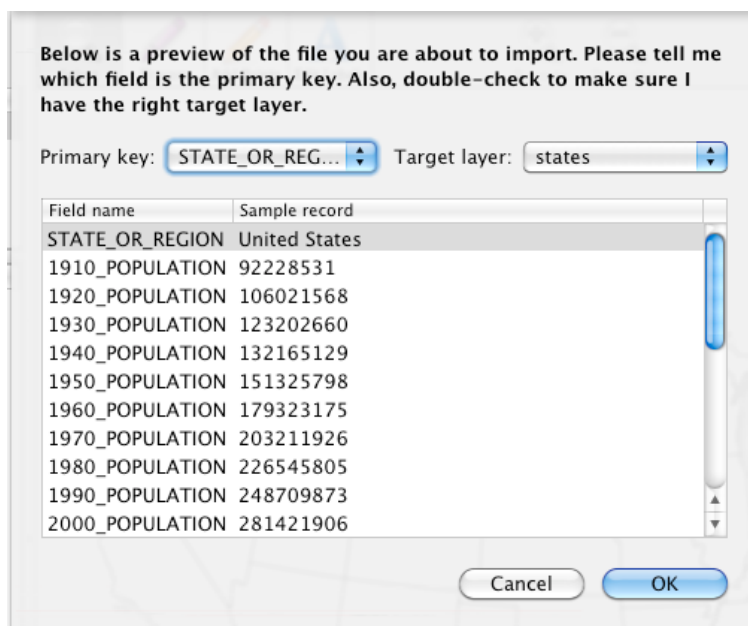 Below is a preview of the file you are about to import. Please tell me
which field is the primary key. Also, double-check to make sure I
have the right target layer.
Primary key: STATE_OR_REG... Target layer: states
Field name Sample record
STATE_OR_REGION United States
1910_POPULATION 92228531
1920_POPULATION 106021568
1930_POPULATION 123202660
1940_POPULATION 132165129
1950_POPULATION 151325798
1960_POPULATION 179323175
1970_POPULATION 203211926
1980_POPULATION 226545805
1990_POPULATION 248709873
2000_POPULATION 281421906
Cancel OK